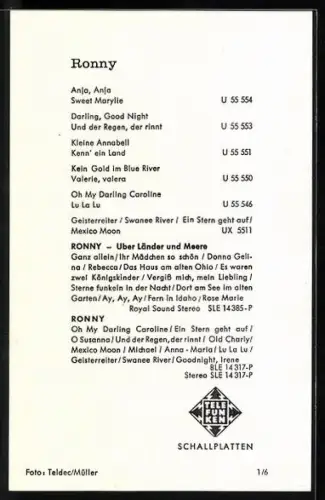 Ronny
Anja, Anja
Sweet Marylie U 55 554
Darling, Good Night
Und der Regen, der rinnt U 55 553
Kleine Annabell
Kenn' ein Land U 55 551
Kein Gold im Blue River
Valerie, valera U 55 550
Oh My Darling Caroline
Lu La Lu U 55 546
Geisterreiter / Swanee River / Ein Stern geht auf /
Mexico Moon UX 5511
RONNY – Uber Länder und Meere
Ganz allein / Ihr Mädchen so schön / Donna Geli-
na / Rebecca / Das Haus am alten Ohio / Es waren
zwei Königskinder / Vergiß mich, mein Liebling /
Sterne funkeln in der Nacht / Dort am See im alten
Garten / Ay, Ay, Ay / Fern in Idaho / Rose Marie
Royal Sound Stereo SLE 14385-P
RONNY
Oh My Darling Caroline / Ein Stern geht auf /
O Susanna / Und der Regen, der rinnt / Old Charly /
Mexico Moon / Michael / Anna - Maria / Lu La Lu /
Geisterreiter / Swanee River / Goodnight, Irene
BLE 14317-P
Stereo SLE 14317-P
TELE
FUN
KEN
SCHALLPLATTEN
Foto: Teldec/Müller 1/6